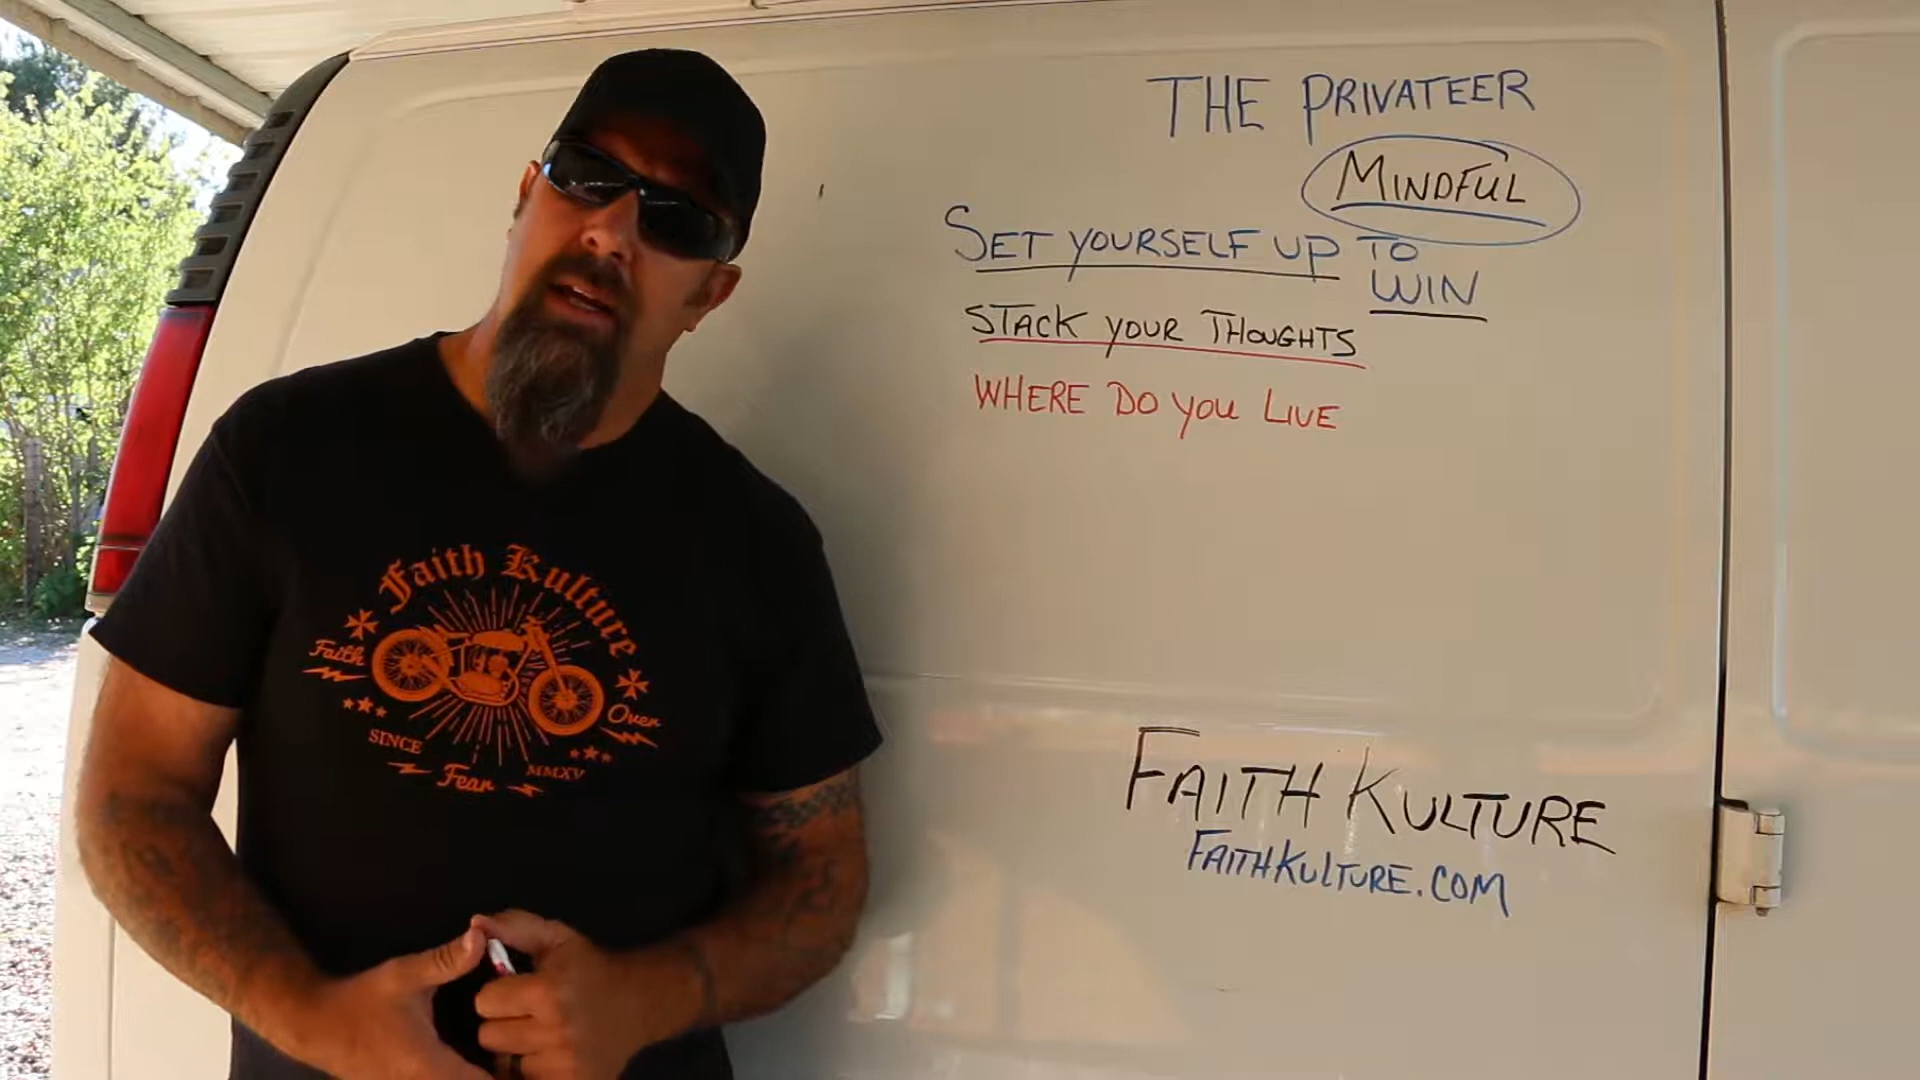 THE PRIVATEER
MINDFUL
SET YOURSELF UP TO
WIN
STACK YOUR THOUGHTS
WHERE DO YOU LIVE
Faith Kulture
Faith
Over
SINCE
MMXV
Fear
FAITH KULTURE
FAITHKULTURE.COM